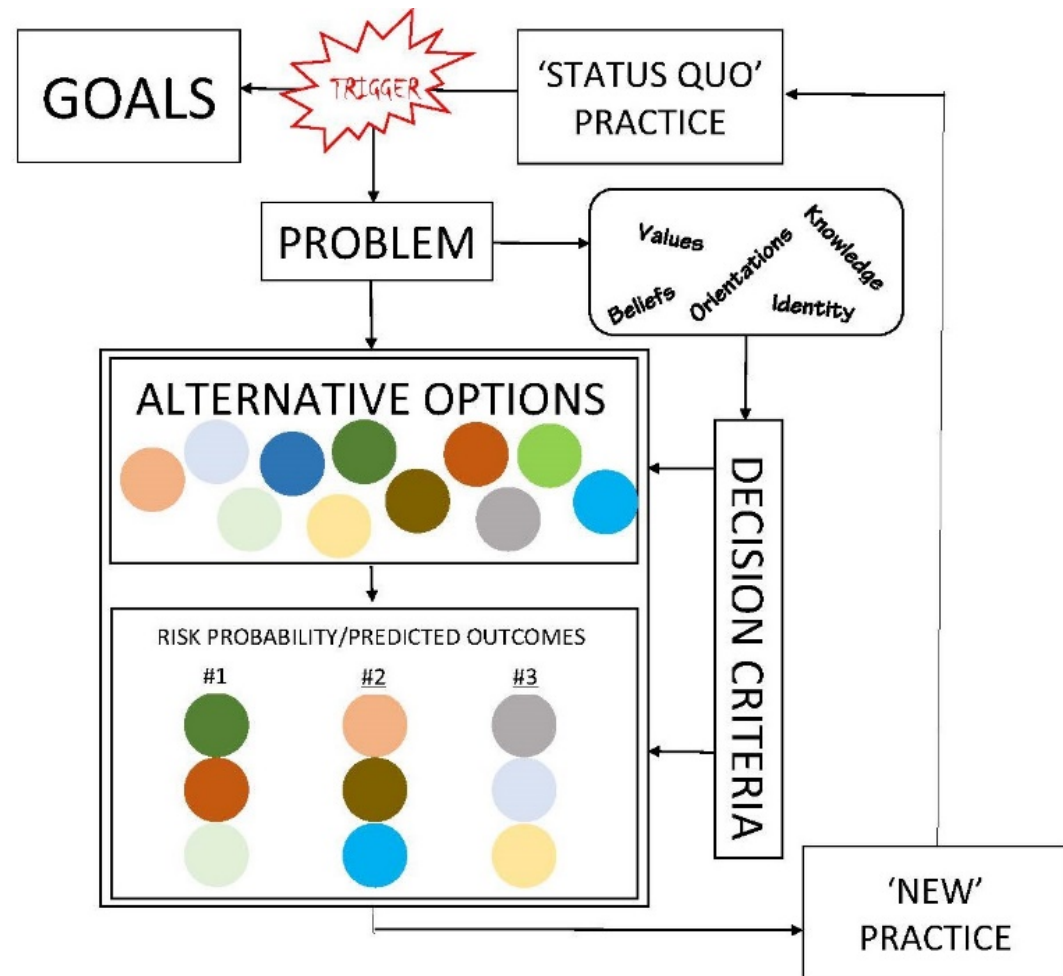 GOALS
TRIGGER
‘STATUS QUO’
PRACTICE
PROBLEM
Values
Beliefs
Orientations
Knowledge
Identity
ALTERNATIVE OPTIONS
DECISION CRITERIA
RISK PROBABILITY/PREDICTED OUTCOMES
#1 #2 #3
‘NEW’
PRACTICE